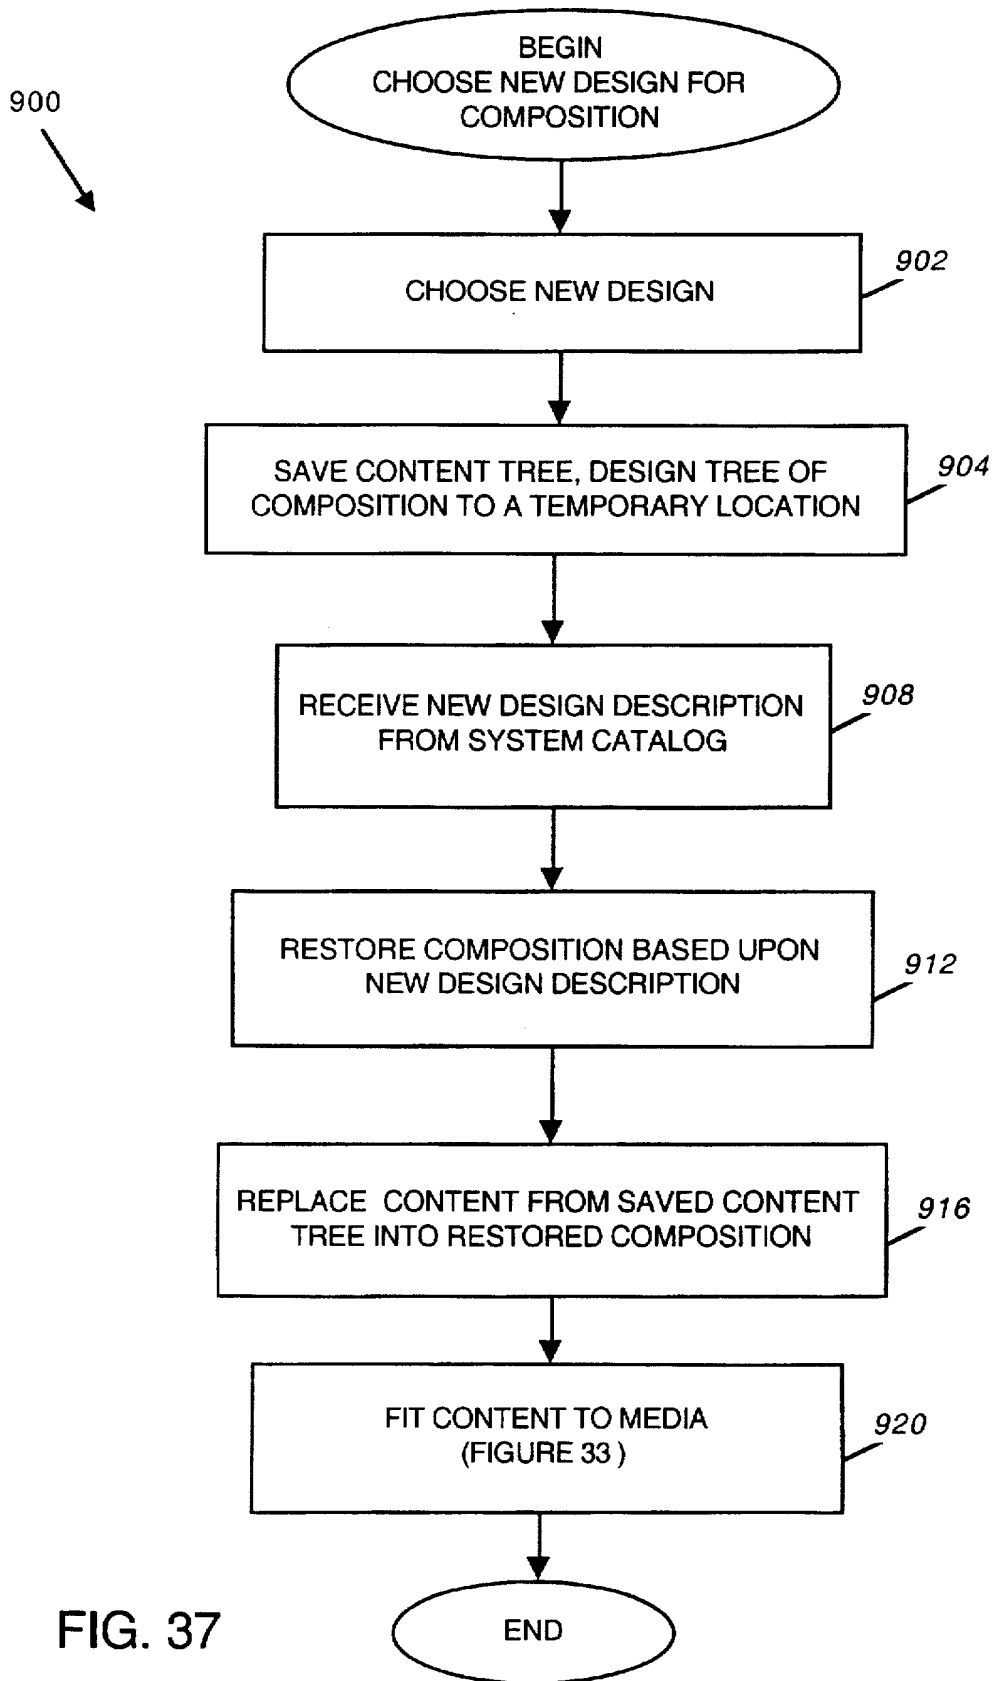 BEGIN
CHOOSE NEW DESIGN FOR
COMPOSITION
900
CHOOSE NEW DESIGN
902
SAVE CONTENT TREE, DESIGN TREE OF
COMPOSITION TO A TEMPORARY LOCATION
904
RECEIVE NEW DESIGN DESCRIPTION
FROM SYSTEM CATALOG
908
RESTORE COMPOSITION BASED UPON
NEW DESIGN DESCRIPTION
912
REPLACE CONTENT FROM SAVED CONTENT
TREE INTO RESTORED COMPOSITION
916
FIT CONTENT TO MEDIA
(FIGURE 33 )
920
END
FIG. 37